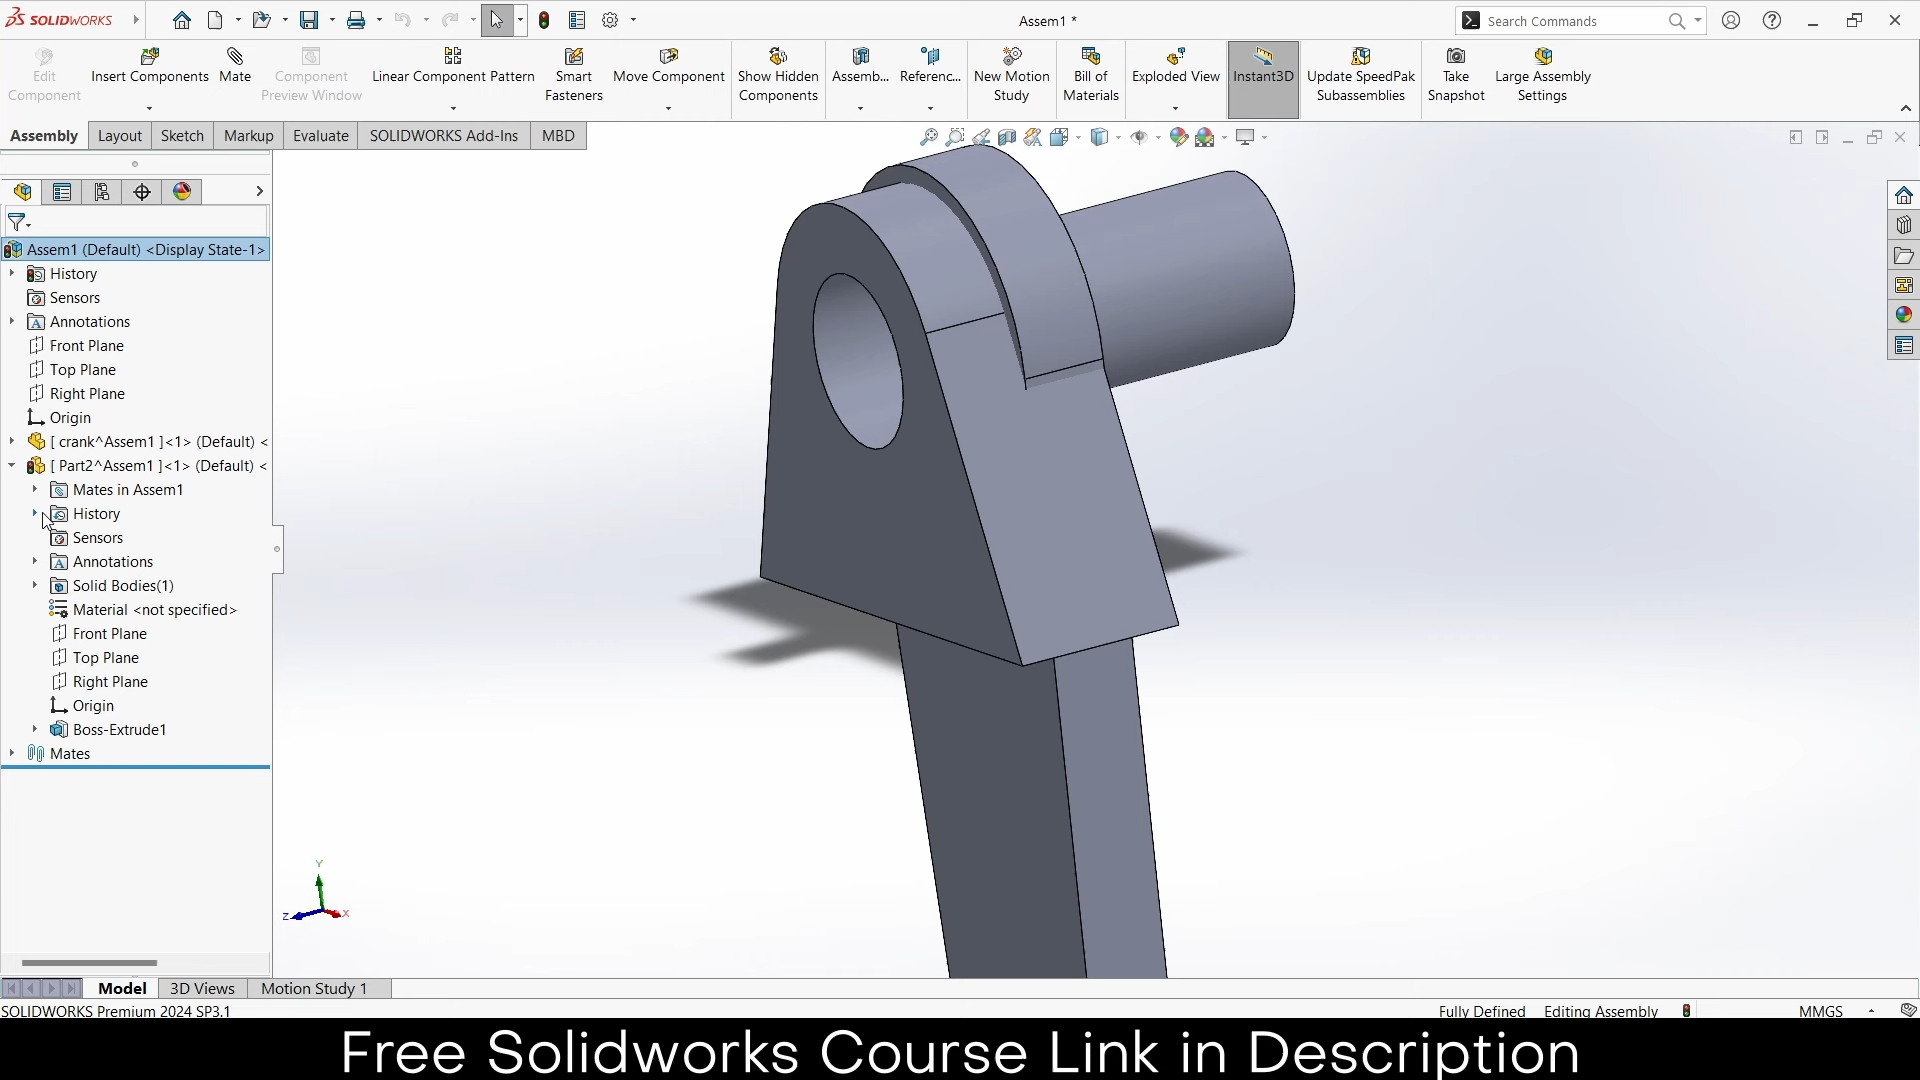 SOLIDWORKS
Assem1 *
Search Commands
Edit Component
Insert Components
Mate
Component Preview Window
Linear Component Pattern
Smart Fasteners
Move Component
Show Hidden Components
Assemb...
Referenc...
New Motion Study
Bill of Materials
Exploded View
Instant3D
Update SpeedPak Subassemblies
Take Snapshot
Large Assembly Settings
Assembly
Layout
Sketch
Markup
Evaluate
SOLIDWORKS Add-Ins
MBD
Assem1 (Default) <Display State-1>
History
Sensors
Annotations
Front Plane
Top Plane
Right Plane
Origin
[ crank^Assem1 ]<1> (Default) <
[ Part2^Assem1 ]<1> (Default) <
Mates in Assem1
History
Sensors
Annotations
Solid Bodies(1)
Material <not specified>
Front Plane
Top Plane
Right Plane
Origin
Boss-Extrude1
Mates
Y
Z
X
Model
3D Views
Motion Study 1
SOLIDWORKS Premium 2024 SP3.1
Fully Defined
Editing Assembly
MMGS
Free Solidworks Course Link in Description